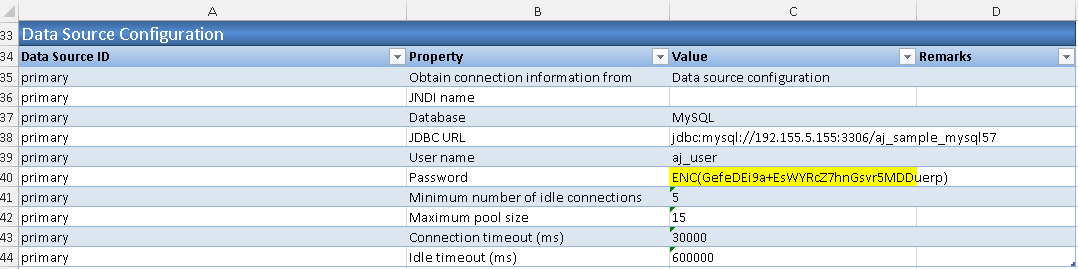 A B C D
33 Data Source Configuration
34 Data Source ID Property Value Remarks
35 primary Obtain connection information from Data source configuration
36 primary JNDI name
37 primary Database MySQL
38 primary JDBC URL jdbc:mysql://192.155.5.155:3306/aj_sample_mysql57
39 primary User name aj_user
40 primary Password ENC(GefeDEi9a+EsWYRcZ7hnGsvr5MDDuerp)
41 primary Minimum number of idle connections 5
42 primary Maximum pool size 15
43 primary Connection timeout (ms) 30000
44 primary Idle timeout (ms) 600000